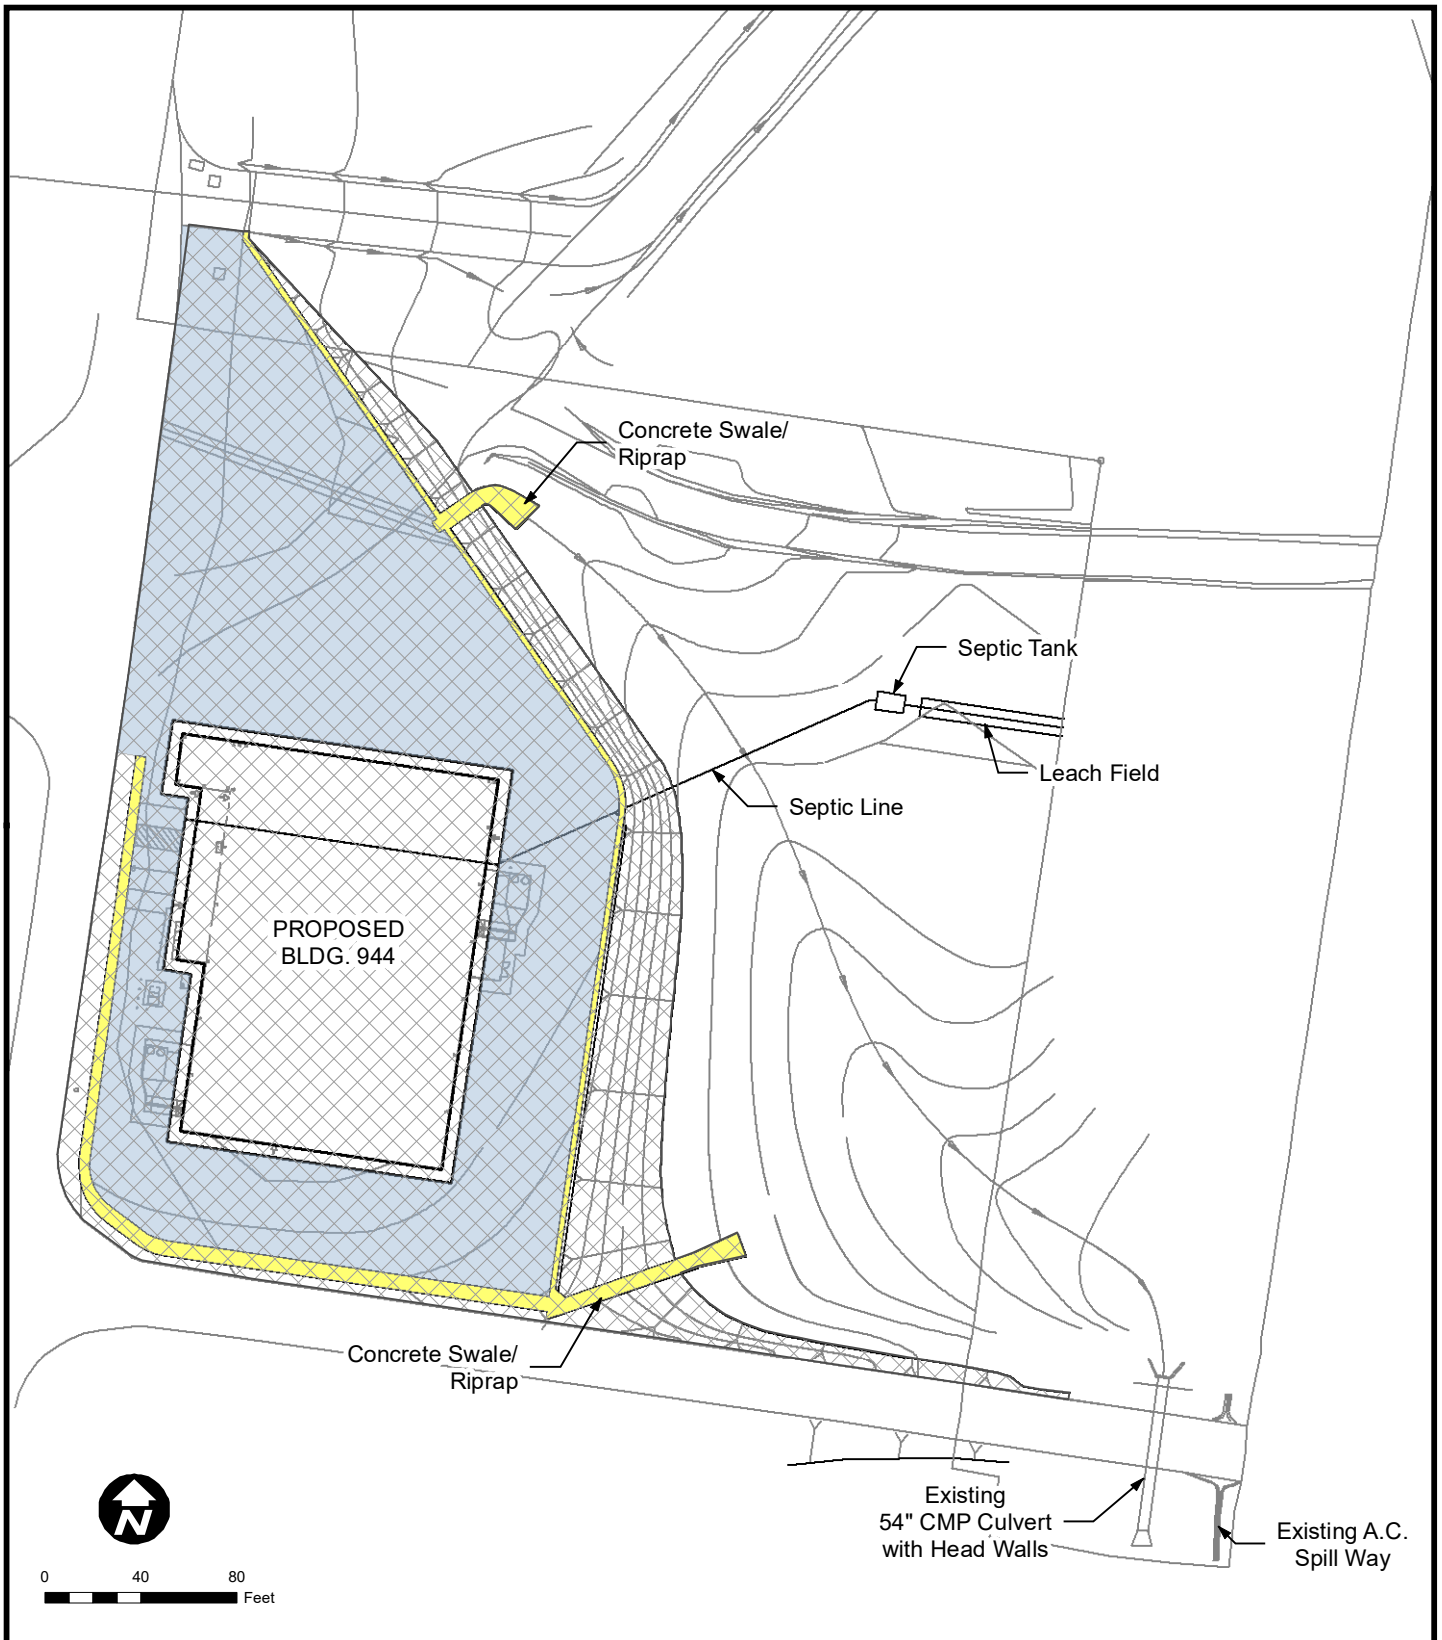 Concrete Swale/
Riprap
Septic Tank
Leach Field
Septic Line
PROPOSED
BLDG. 944
Concrete Swale/
Riprap
Existing
54" CMP Culvert
with Head Walls
Existing A.C.
Spill Way
N
0 40 80
Feet